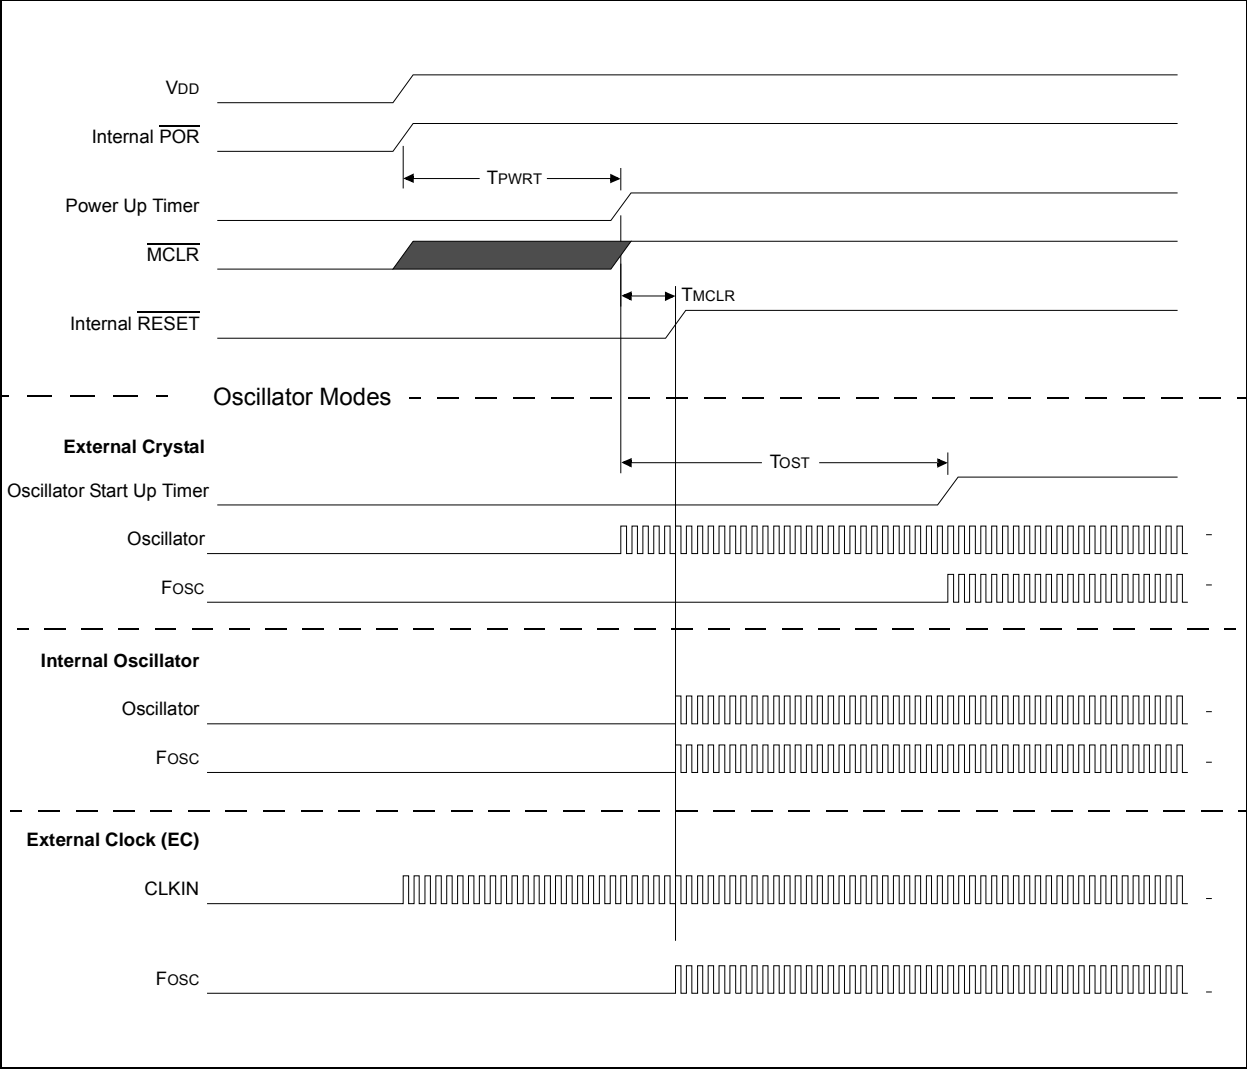 VDD
Internal POR
TPWRT
Power Up Timer
MCLR
TMCLR
Internal RESET
Oscillator Modes
External Crystal
TOST
Oscillator Start Up Timer
Oscillator
FOSC
Internal Oscillator
Oscillator
FOSC
External Clock (EC)
CLKIN
FOSC